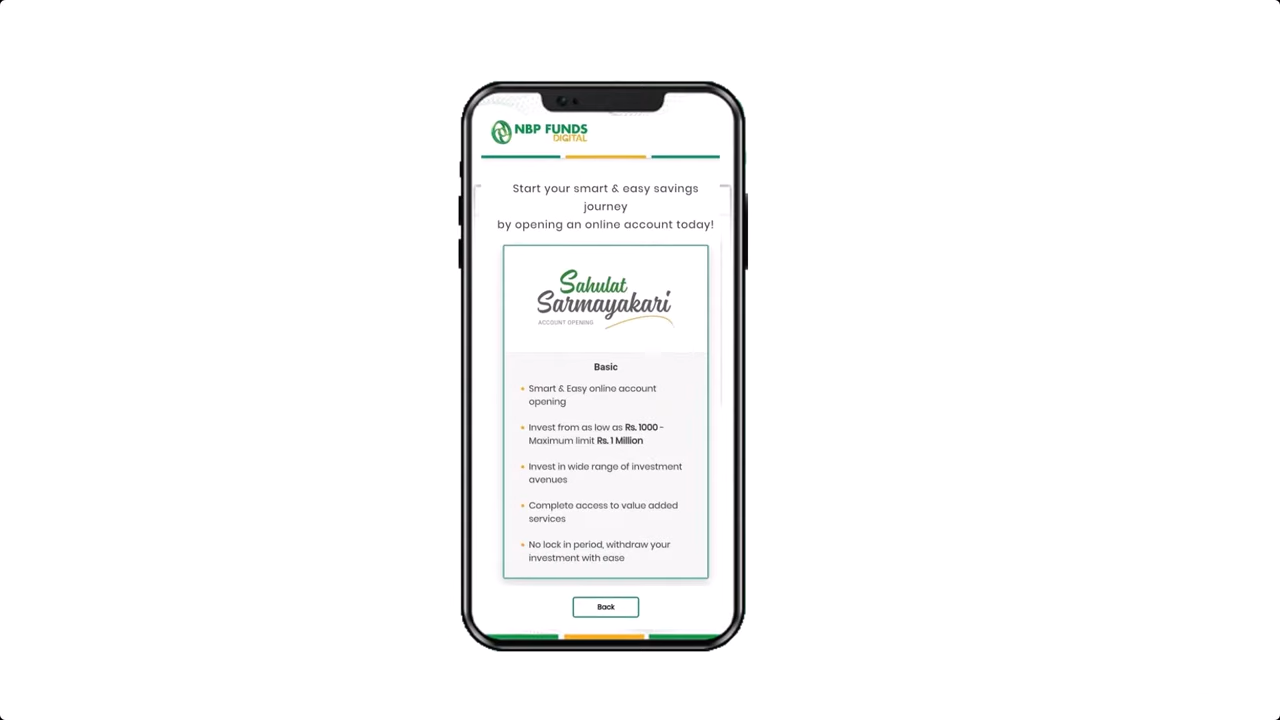 NBP FUNDS
DIGITAL
Start your smart & easy savings
journey
by opening an online account today!
Sahulat
Sarmayakari
ACCOUNT OPENING
Basic
• Smart & Easy online account
opening
• Invest from as low as Rs. 1000 -
Maximum limit Rs. 1 Million
• Invest in wide range of investment
avenues
• Complete access to value added
services
• No lock in period, withdraw your
investment with ease
Back